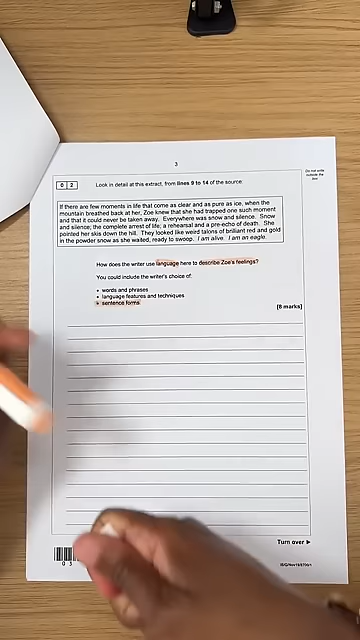 3
Do not write
outside the
box
0 2 Look in detail at this extract, from lines 9 to 14 of the source:
If there are few moments in life that come as clear and as pure as ice, when the
mountain breathed back at her, Zoe knew that she had trapped one such moment
and that it could never be taken away. Everywhere was snow and silence. Snow
and silence; the complete arrest of life; a rehearsal and a pre-echo of death. She
pointed her skis down the hill. They looked like weird talons of brilliant red and gold
in the powder snow as she waited, ready to swoop. I am alive. I am an eagle.
How does the writer use language here to describe Zoe's feelings?
You could include the writer's choice of:
• words and phrases
• language features and techniques
• sentence forms
[8 marks]
Turn over ►
0 3
IB/G/Nov19/8700/1